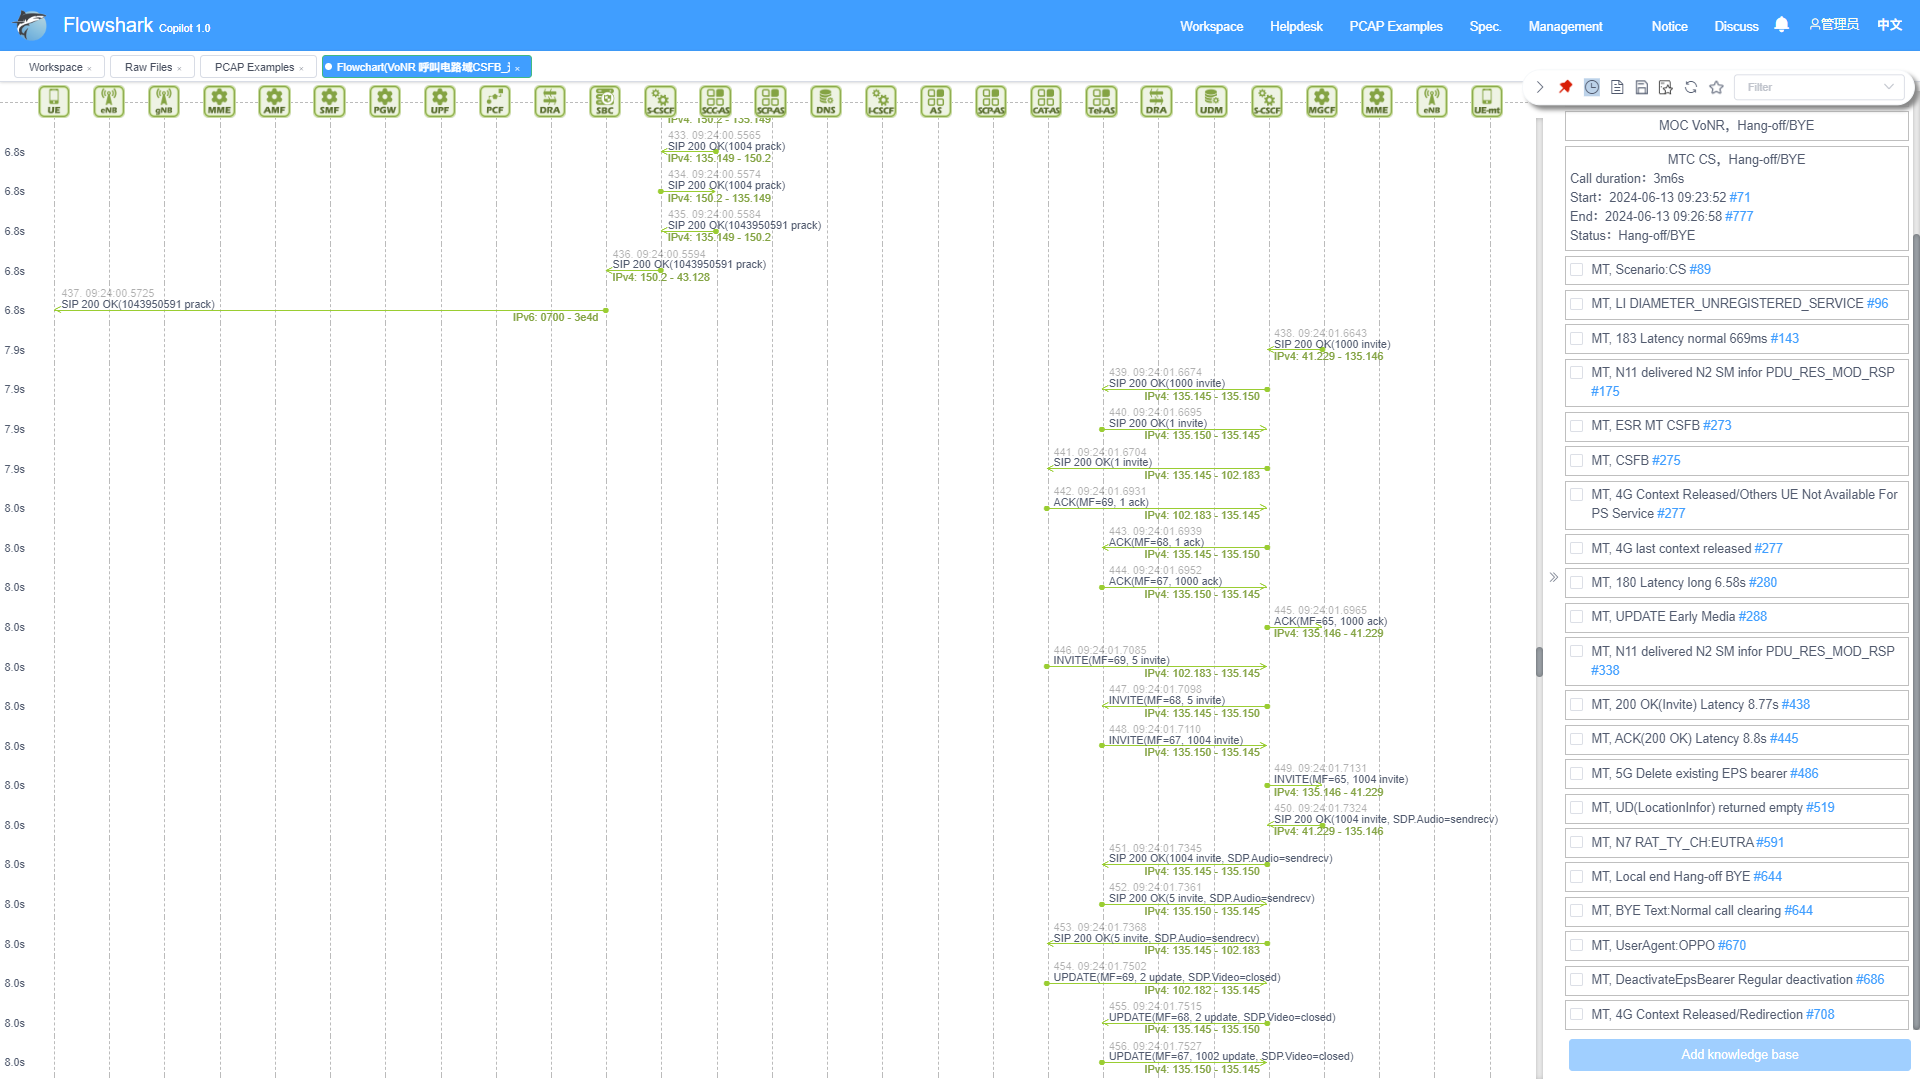 Flowshark Copilot 1.0
Workspace Helpdesk PCAP Examples Spec. Management Notice Discuss 管理员 中文
Workspace × Raw Files × PCAP Examples × Flowchart(VoNR 呼叫电路域CSFB_ ×
Filter
UE eNB gNB MME AMF SMF PGW UPF PCF DRA SBC S-CSCF SCC-AS SCP-AS DNS I-CSCF AS SCP-AS CAT-AS Tel-AS DRA UDM S-CSCF MGCF MME eNB UE-mt
IPv4: 150.2 - 135.149
433. 09:24:00.5565
6.8s SIP 200 OK(1004 prack)
IPv4: 135.149 - 150.2
434. 09:24:00.5574
6.8s SIP 200 OK(1004 prack)
IPv4: 150.2 - 135.149
435. 09:24:00.5584
6.8s SIP 200 OK(1043950591 prack)
IPv4: 135.149 - 150.2
436. 09:24:00.5594
6.8s SIP 200 OK(1043950591 prack)
IPv4: 150.2 - 43.128
437. 09:24:00.5725
6.8s SIP 200 OK(1043950591 prack)
IPv6: 0700 - 3e4d
438. 09:24:01.6643
7.9s SIP 200 OK(1000 invite)
IPv4: 41.229 - 135.146
439. 09:24:01.6674
7.9s SIP 200 OK(1000 invite)
IPv4: 135.145 - 135.150
440. 09:24:01.6695
7.9s SIP 200 OK(1 invite)
IPv4: 135.150 - 135.145
441. 09:24:01.6704
7.9s SIP 200 OK(1 invite)
IPv4: 135.145 - 102.183
442. 09:24:01.6931
8.0s ACK(MF=69, 1 ack)
IPv4: 102.183 - 135.145
443. 09:24:01.6939
8.0s ACK(MF=68, 1 ack)
IPv4: 135.145 - 135.150
444. 09:24:01.6952
8.0s ACK(MF=67, 1000 ack)
IPv4: 135.150 - 135.145
445. 09:24:01.6965
8.0s ACK(MF=65, 1000 ack)
IPv4: 135.146 - 41.229
446. 09:24:01.7085
8.0s INVITE(MF=69, 5 invite)
IPv4: 102.183 - 135.145
447. 09:24:01.7098
8.0s INVITE(MF=68, 5 invite)
IPv4: 135.145 - 135.150
448. 09:24:01.7110
8.0s INVITE(MF=67, 1004 invite)
IPv4: 135.150 - 135.145
449. 09:24:01.7131
8.0s INVITE(MF=65, 1004 invite)
IPv4: 135.146 - 41.229
450. 09:24:01.7324
8.0s SIP 200 OK(1004 invite, SDP.Audio=sendrecv)
IPv4: 41.229 - 135.146
451. 09:24:01.7345
8.0s SIP 200 OK(1004 invite, SDP.Audio=sendrecv)
IPv4: 135.145 - 135.150
452. 09:24:01.7361
8.0s SIP 200 OK(5 invite, SDP.Audio=sendrecv)
IPv4: 135.150 - 135.145
453. 09:24:01.7368
8.0s SIP 200 OK(5 invite, SDP.Audio=sendrecv)
IPv4: 135.145 - 102.183
454. 09:24:01.7502
8.0s UPDATE(MF=69, 2 update, SDP.Video=closed)
IPv4: 102.182 - 135.145
455. 09:24:01.7515
8.0s UPDATE(MF=68, 2 update, SDP.Video=closed)
IPv4: 135.145 - 135.150
456. 09:24:01.7527
8.0s UPDATE(MF=67, 1002 update, SDP.Video=closed)
IPv4: 135.150 - 135.145
MOC VoNR，Hang-off/BYE
MTC CS，Hang-off/BYE
Call duration：3m6s
Start：2024-06-13 09:23:52 #71
End：2024-06-13 09:26:58 #777
Status：Hang-off/BYE
MT, Scenario:CS #89
MT, LI DIAMETER_UNREGISTERED_SERVICE #96
MT, 183 Latency normal 669ms #143
MT, N11 delivered N2 SM infor PDU_RES_MOD_RSP
#175
MT, ESR MT CSFB #273
MT, CSFB #275
MT, 4G Context Released/Others UE Not Available For
PS Service #277
MT, 4G last context released #277
MT, 180 Latency long 6.58s #280
MT, UPDATE Early Media #288
MT, N11 delivered N2 SM infor PDU_RES_MOD_RSP
#338
MT, 200 OK(Invite) Latency 8.77s #438
MT, ACK(200 OK) Latency 8.8s #445
MT, 5G Delete existing EPS bearer #486
MT, UD(LocationInfor) returned empty #519
MT, N7 RAT_TY_CH:EUTRA #591
MT, Local end Hang-off BYE #644
MT, BYE Text:Normal call clearing #644
MT, UserAgent:OPPO #670
MT, DeactivateEpsBearer Regular deactivation #686
MT, 4G Context Released/Redirection #708
Add knowledge base